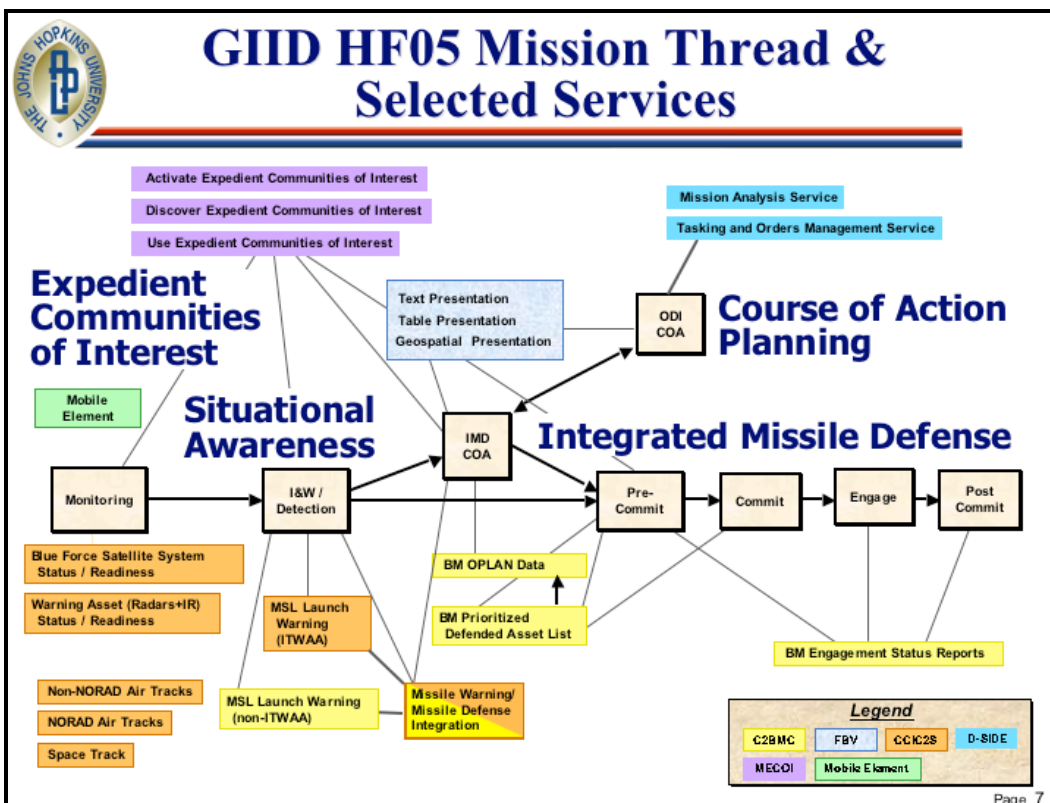 THE JOHNS HOPKINS UNIVERSITY
APL
GIID HF05 Mission Thread &
Selected Services
Activate Expedient Communities of Interest
Discover Expedient Communities of Interest
Use Expedient Communities of Interest
Mission Analysis Service
Tasking and Orders Management Service
Expedient
Communities
of Interest
Text Presentation
Table Presentation
Geospatial Presentation
ODI
COA
Course of Action
Planning
Mobile
Element
Situational
Awareness
IMD
COA
Integrated Missile Defense
Monitoring
I&W /
Detection
Pre-
Commit
Commit
Engage
Post
Commit
Blue Force Satellite System
Status / Readiness
Warning Asset (Radars+IR)
Status / Readiness
MSL Launch
Warning
(ITWAA)
BM OPLAN Data
BM Prioritized
Defended Asset List
BM Engagement Status Reports
Non-NORAD Air Tracks
NORAD Air Tracks
Space Track
MSL Launch Warning
(non-ITWAA)
Missile Warning/
Missile Defense
Integration
Legend
C2BMC
FBV
CCIC2S
D-SIDE
MECOI
Mobile Element
Page 7